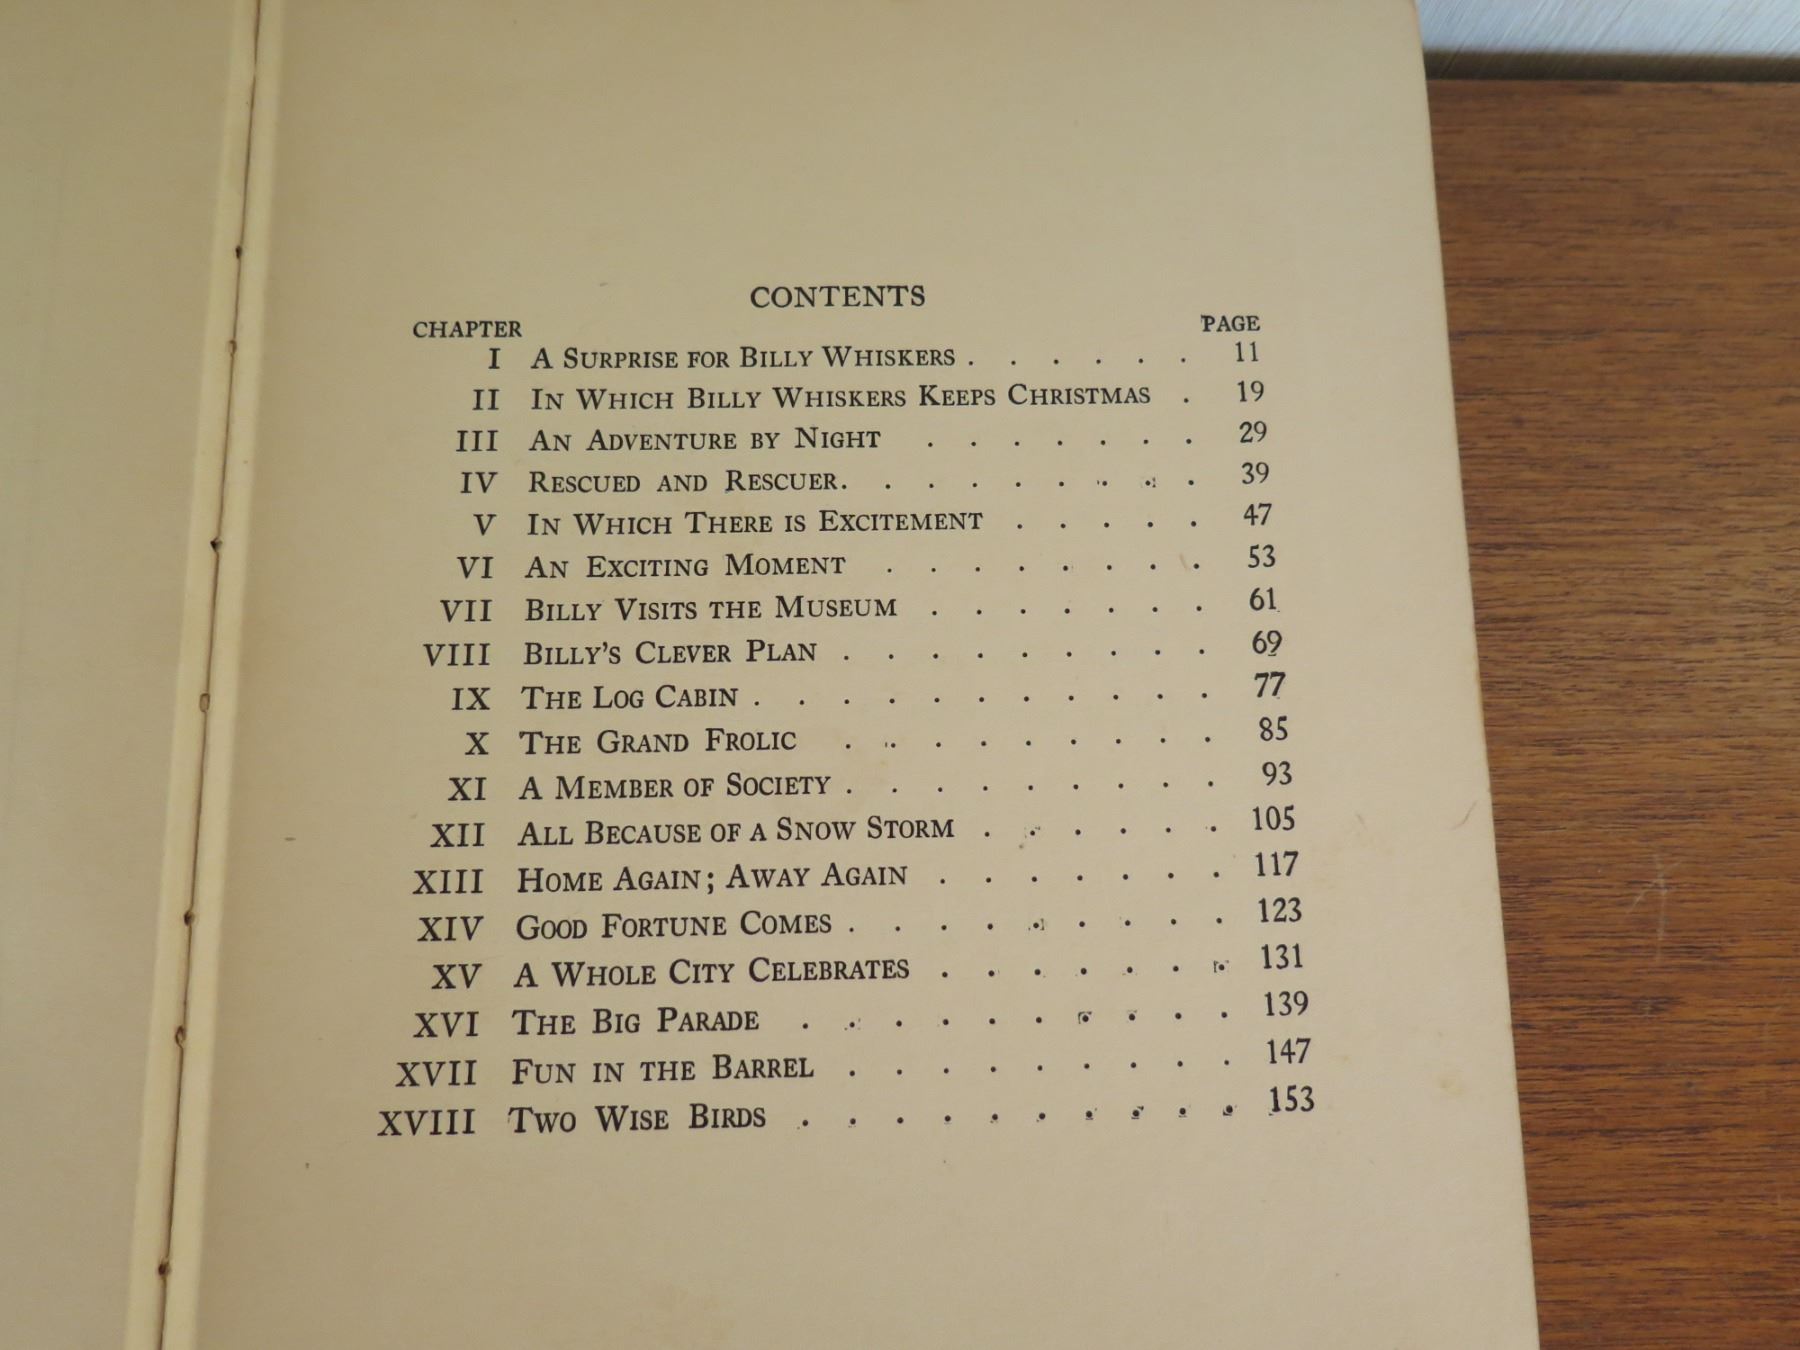 CONTENTS
CHAPTER PAGE
I A Surprise for Billy Whiskers . . . . . . 11
II In Which Billy Whiskers Keeps Christmas . 19
III An Adventure by Night . . . . . . . 29
IV Rescued and Rescuer. . . . . . . . . 39
V In Which There is Excitement . . . . . 47
VI An Exciting Moment . . . . . . . . 53
VII Billy Visits the Museum . . . . . . . 61
VIII Billy's Clever Plan . . . . . . . . . 69
IX The Log Cabin . . . . . . . . . . . 77
X The Grand Frolic . . . . . . . . . 85
XI A Member of Society . . . . . . . . . 93
XII All Because of a Snow Storm . . . . . . 105
XIII Home Again; Away Again . . . . . . . 117
XIV Good Fortune Comes . . . . . . . . . 123
XV A Whole City Celebrates . . . . . . . 131
XVI The Big Parade . . . . . . . . . . 139
XVII Fun in the Barrel . . . . . . . . . 147
XVIII Two Wise Birds . . . . . . . . . . 153